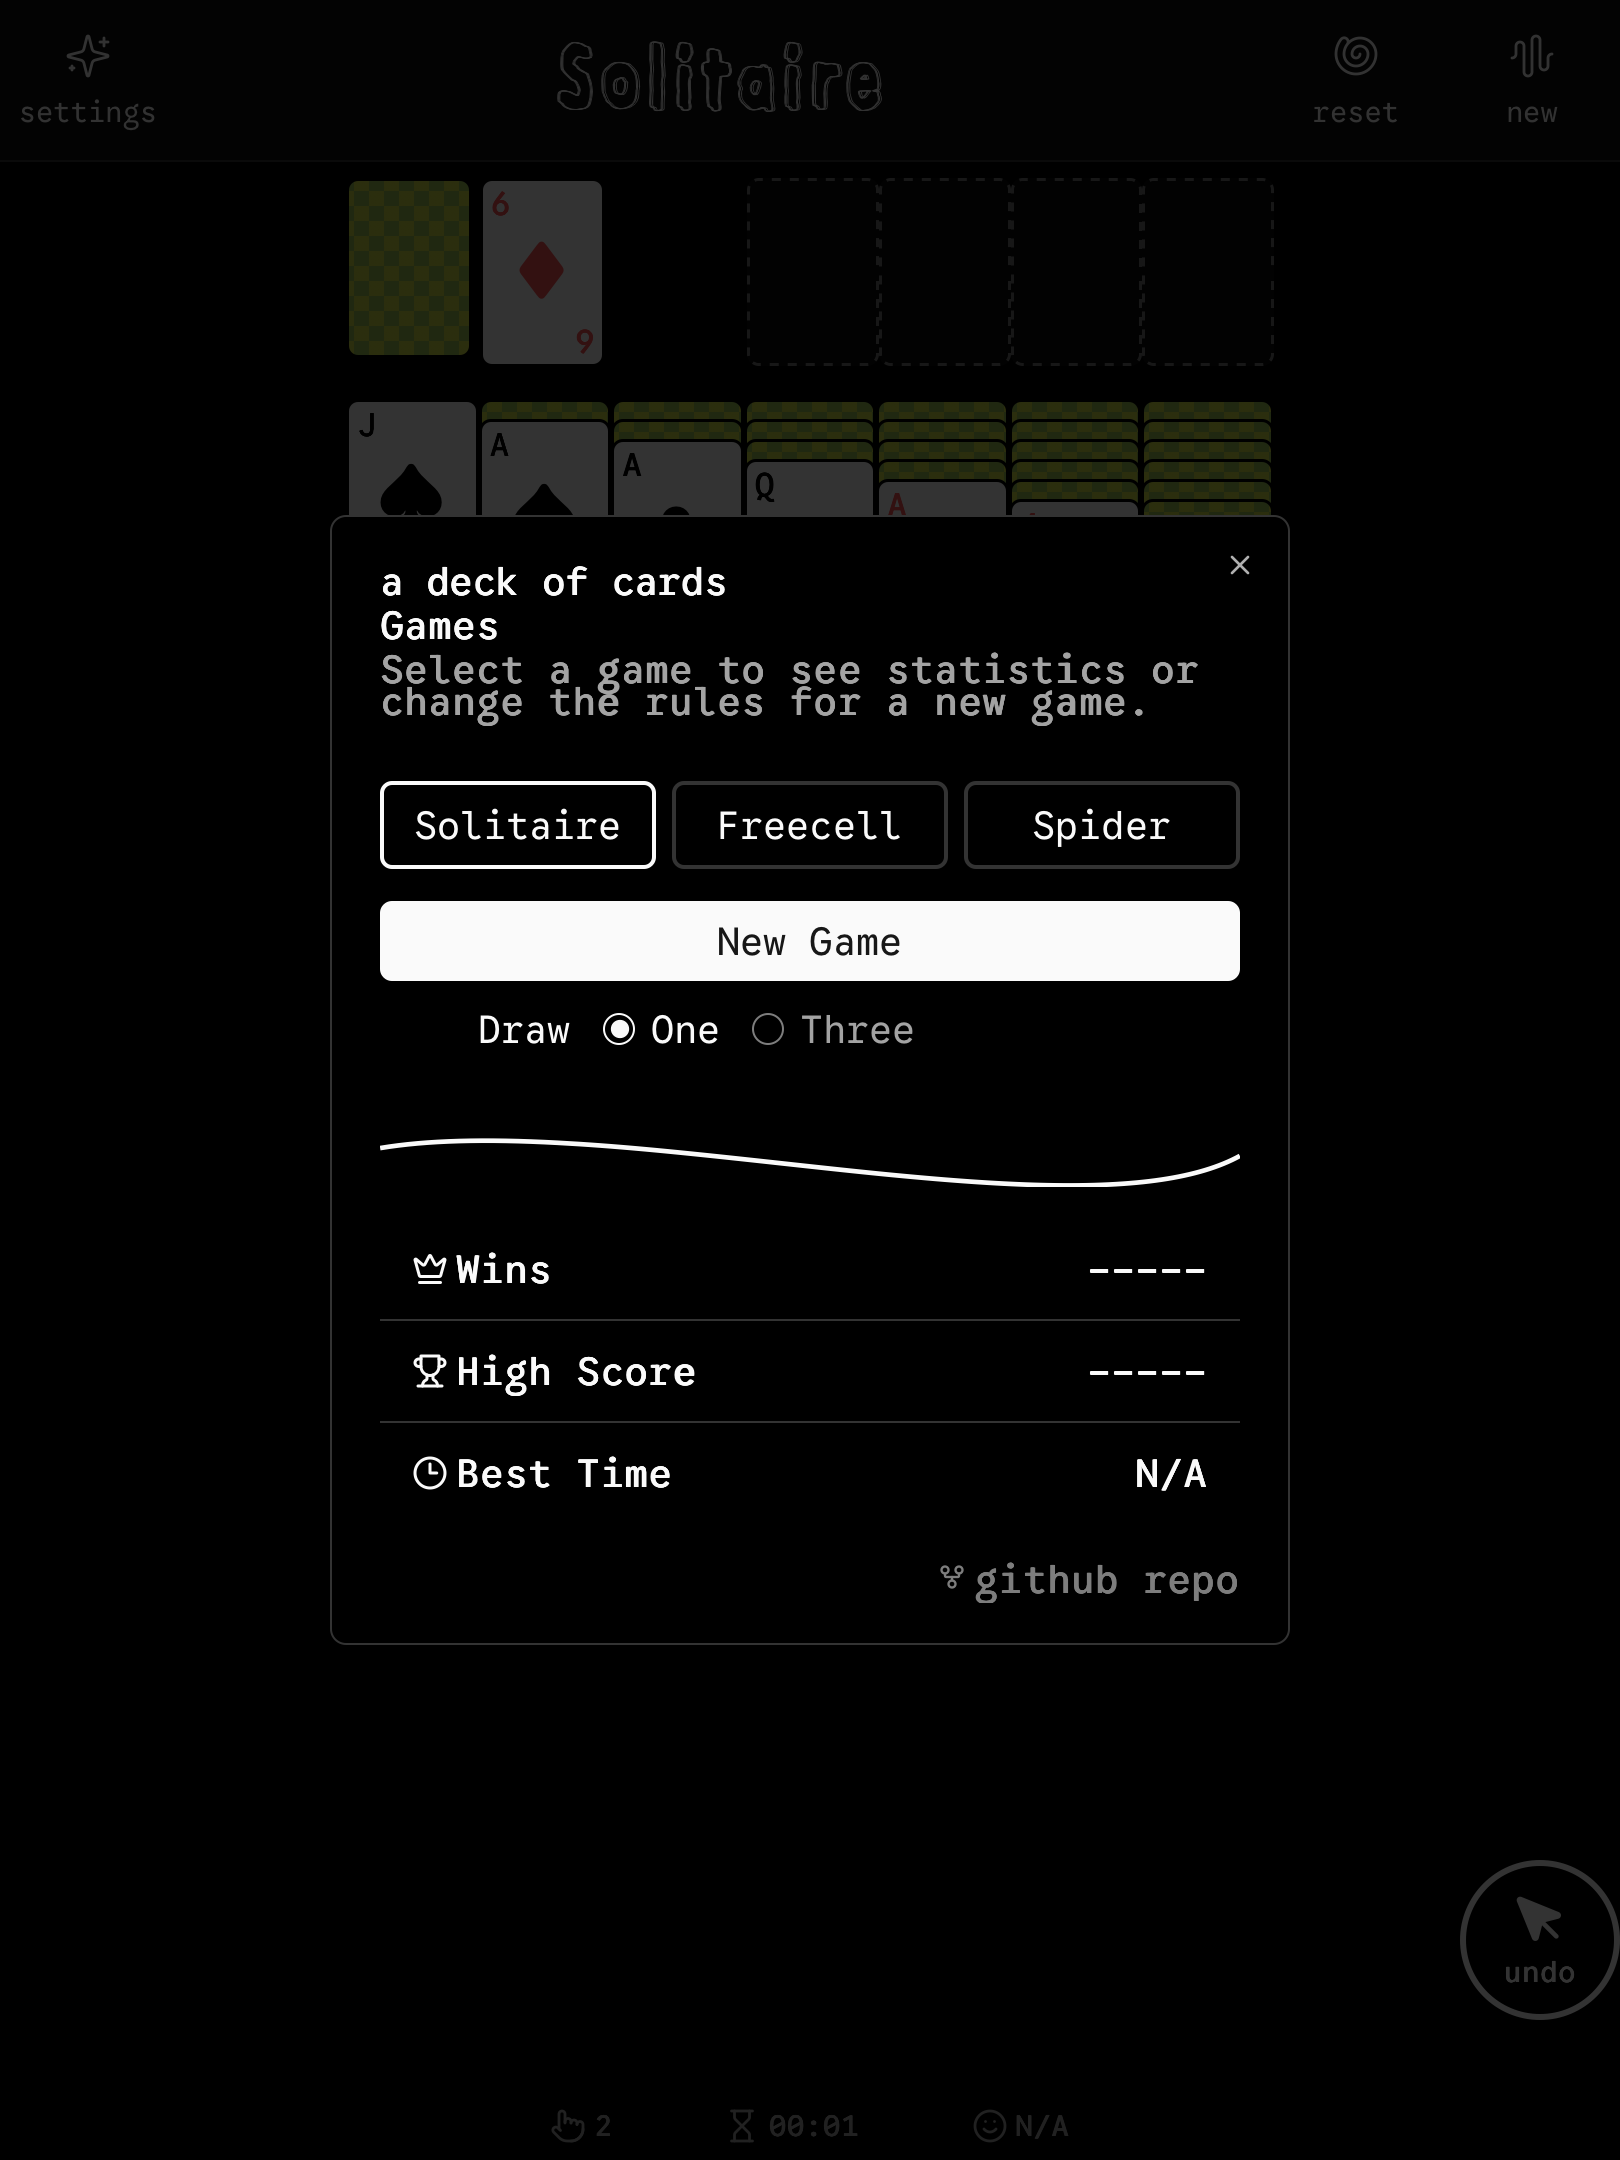 settings
Solitaire
reset
new
6
6
J
A
A
Q
A
a deck of cards
Games
Select a game to see statistics or
change the rules for a new game.
Solitaire
Freecell
Spider
New Game
Draw One Three
Wins -----
High Score -----
Best Time N/A
github repo
undo
2 00:01 N/A